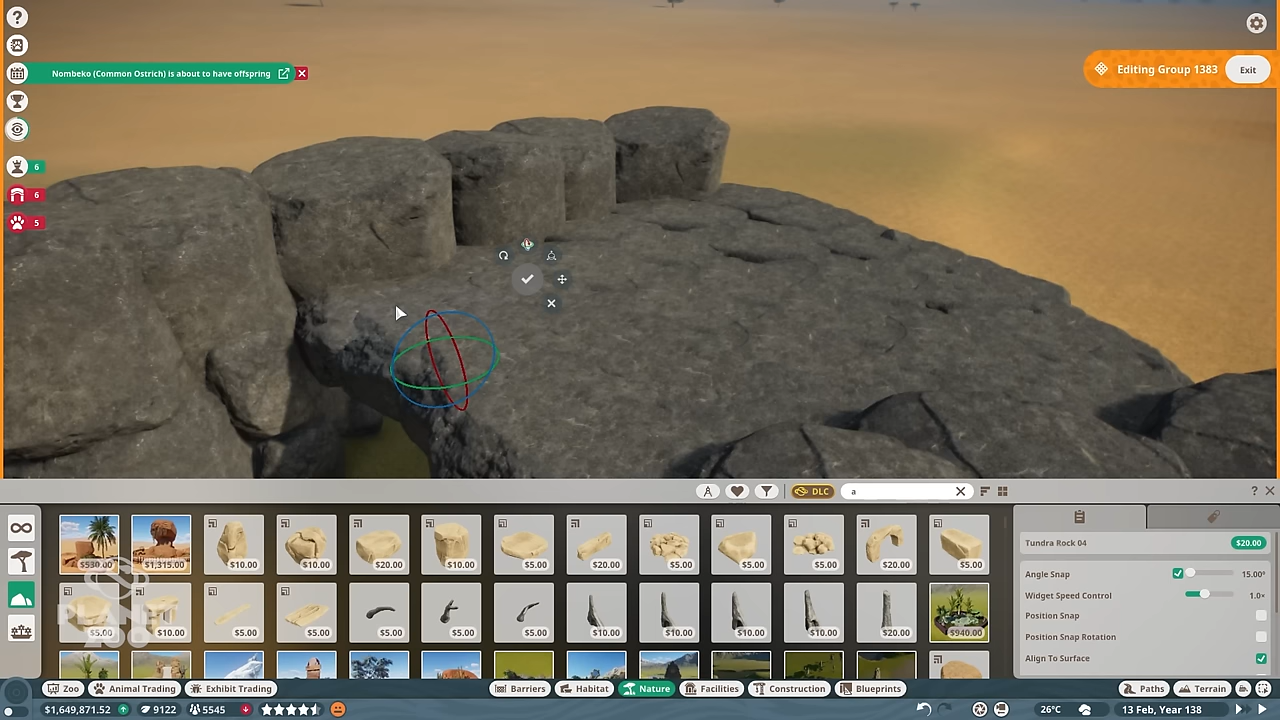 Nombeko (Common Ostrich) is about to have offspring
Editing Group 1383
Exit
6
6
5
DLC
a
$530.00
$1,315.00
$10.00
$10.00
$20.00
$10.00
$5.00
$20.00
$5.00
$5.00
$5.00
$20.00
$5.00
$5.00
$10.00
$5.00
$5.00
$5.00
$5.00
$5.00
$10.00
$10.00
$10.00
$10.00
$20.00
$940.00
PLANET ZOO
Tundra Rock 04
$20.00
Angle Snap
15.00°
Widget Speed Control
1.0×
Position Snap
Position Snap Rotation
Align To Surface
Zoo
Animal Trading
Exhibit Trading
Barriers
Habitat
Nature
Facilities
Construction
Blueprints
Paths
Terrain
$1,649,871.52
9122
5545
26°C
13 Feb, Year 138